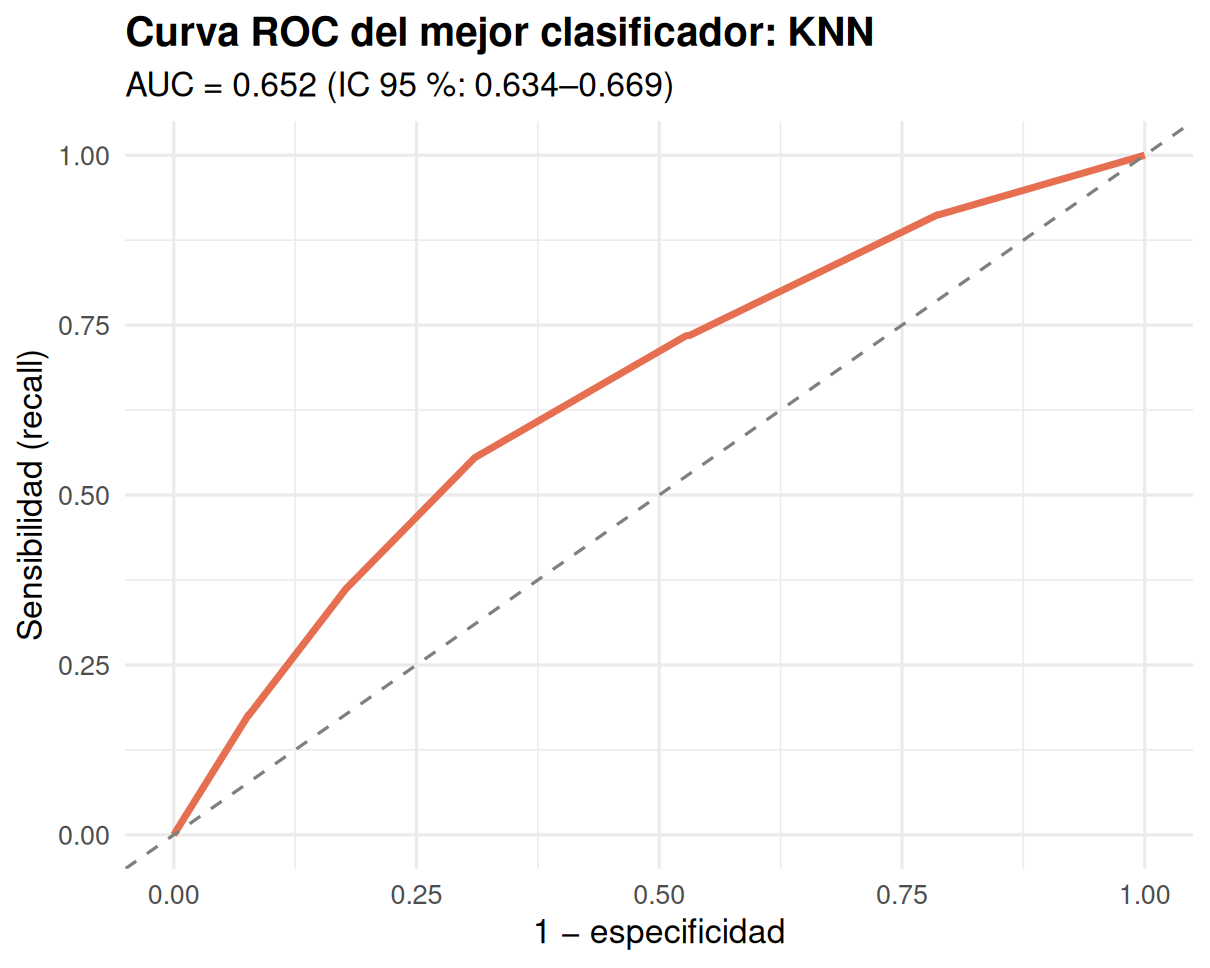 Curva ROC del mejor clasificador: KNN
AUC = 0.652 (IC 95 %: 0.634–0.669)
Sensibilidad (recall)
1.00
0.75
0.50
0.25
0.00
0.00 0.25 0.50 0.75 1.00
1 − especificidad